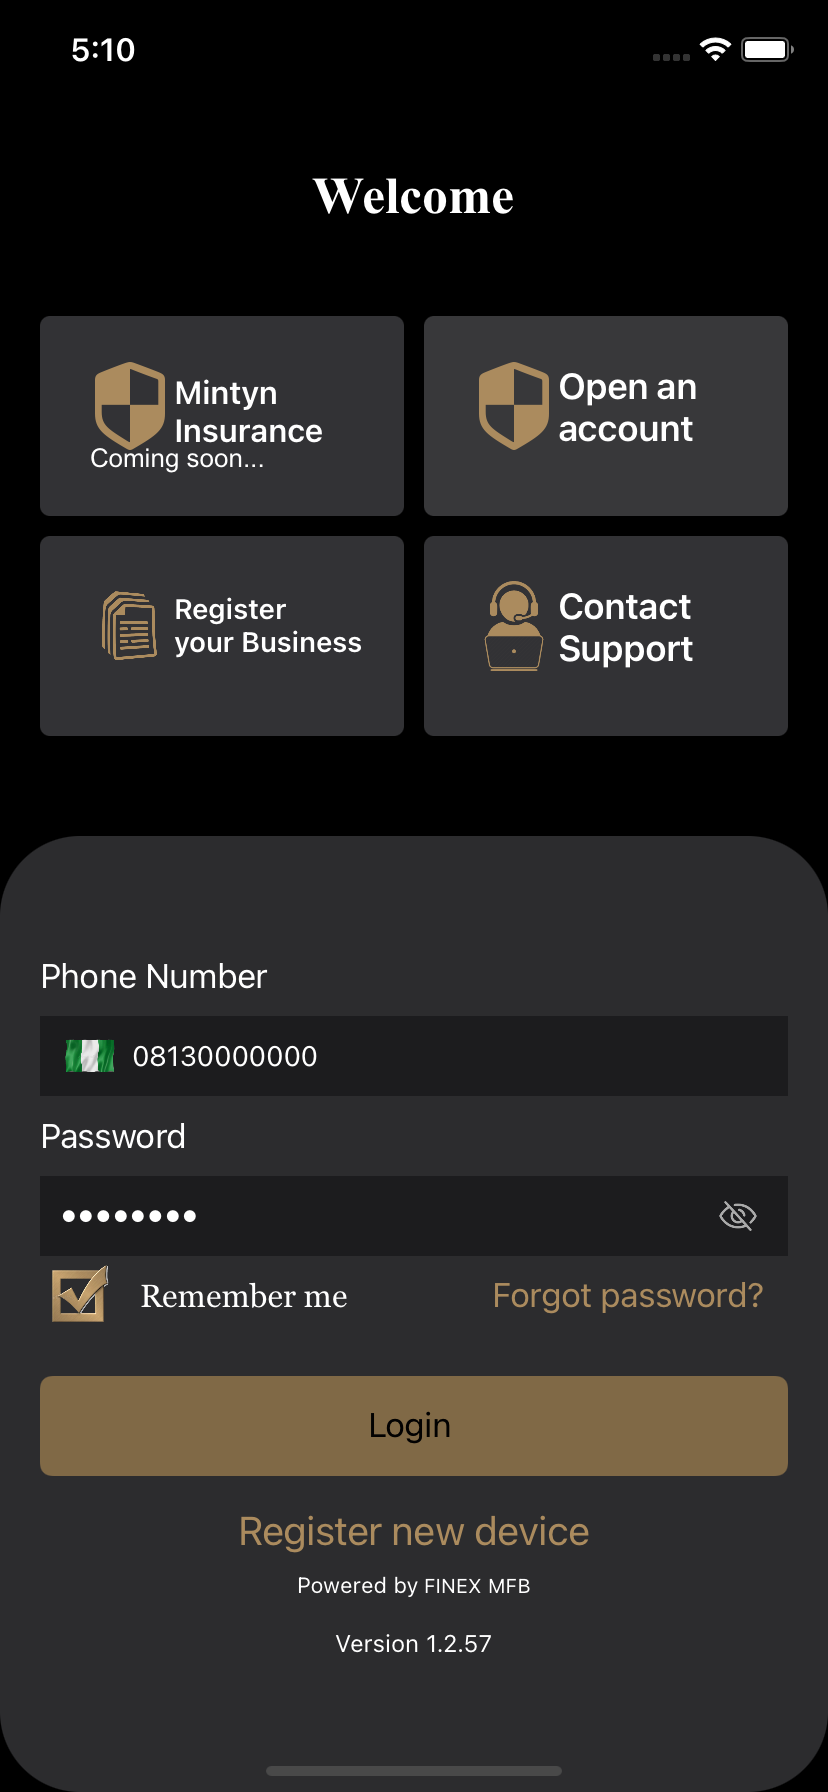 5:10
Welcome
Mintyn
Insurance
Coming soon...
Open an
account
Register
your Business
Contact
Support
Phone Number
08130000000
Password
••••••••
Remember me
Forgot password?
Login
Register new device
Powered by FINEX MFB
Version 1.2.57